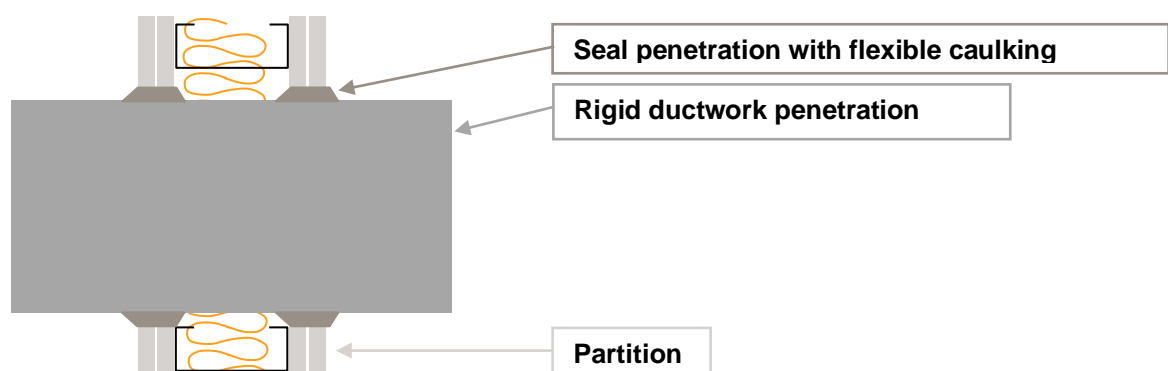 Seal penetration with flexible caulking
Rigid ductwork penetration
Partition